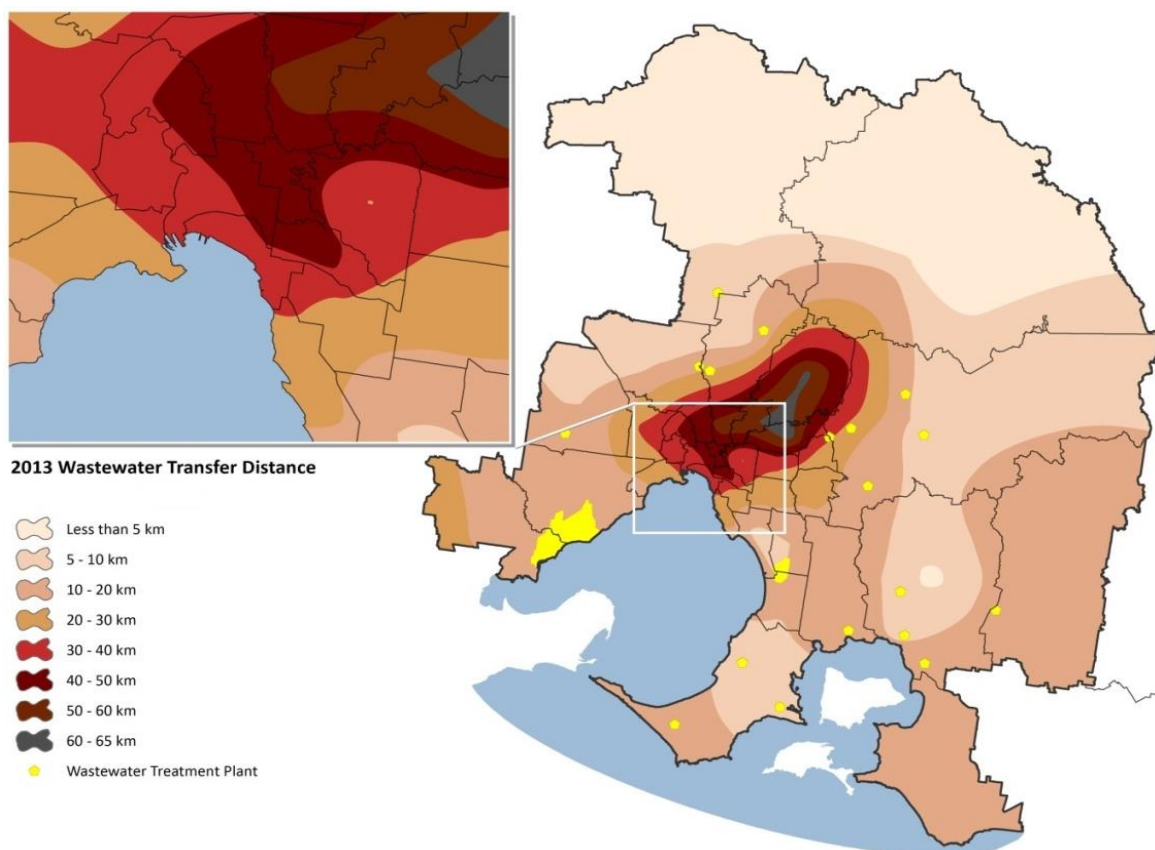 2013 Wastewater Transfer Distance
Less than 5 km
5 - 10 km
10 - 20 km
20 - 30 km
30 - 40 km
40 - 50 km
50 - 60 km
60 - 65 km
Wastewater Treatment Plant